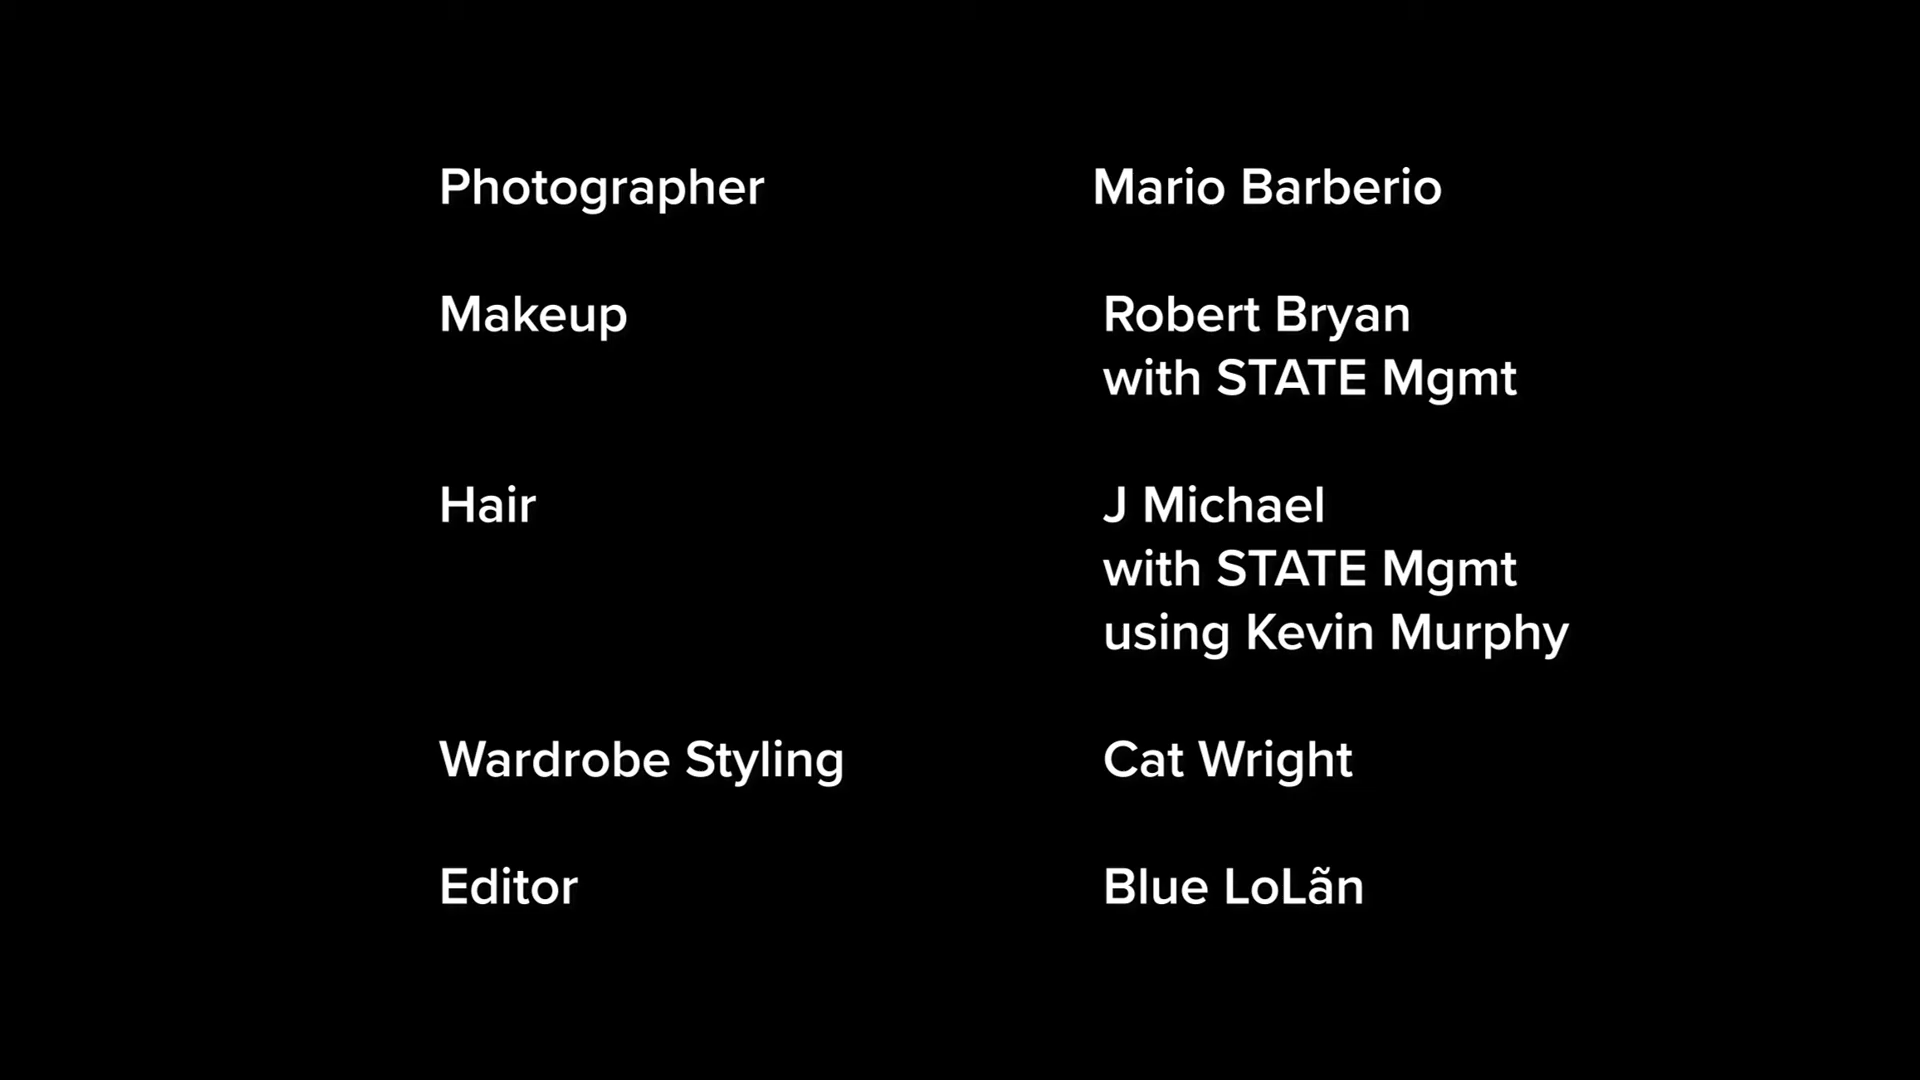 Photographer Mario Barberio
Makeup Robert Bryan
with STATE Mgmt
Hair J Michael
with STATE Mgmt
using Kevin Murphy
Wardrobe Styling Cat Wright
Editor Blue LoLãn